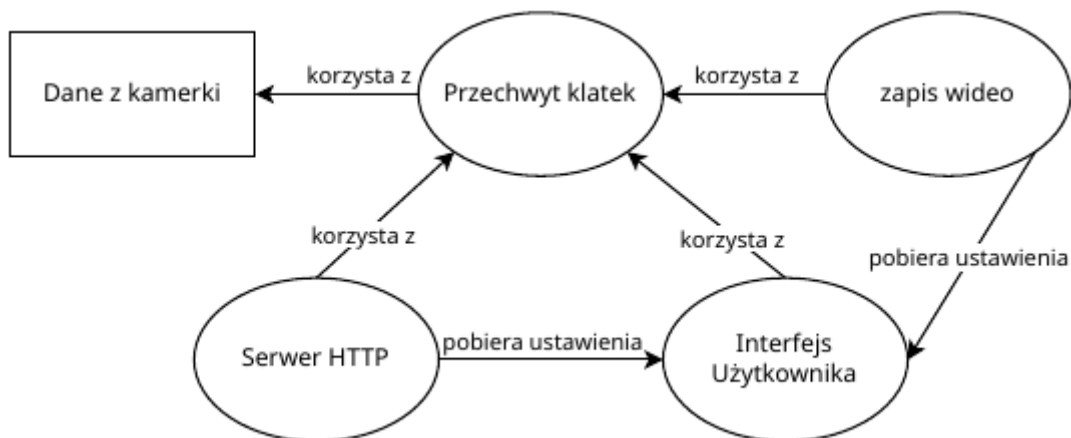 korzysta z
korzysta z
Dane z kamerki
Przechwyt klatek
zapis wideo
korzysta z
korzysta z
pobiera ustawienia
pobiera ustawienia
Serwer HTTP
Interfejs
Użytkownika